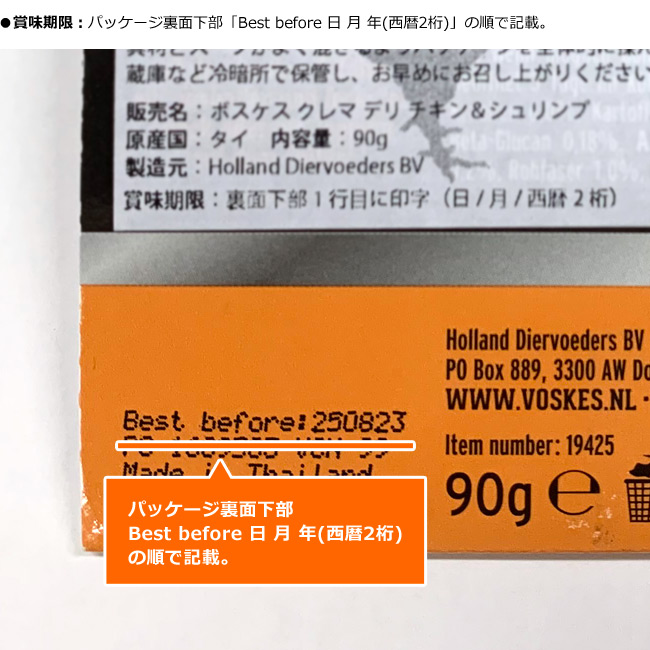 ●賞味期限：パッケージ裏面下部「Best before 日 月 年(西暦2桁)」の順で記載。
蔵庫など冷暗所で保管し、お早めにお召し上がりください
販売名：ボスケス クレマ デリ チキン＆シュリンプ
原産国：タイ 内容量：90g
製造元：Holland Diervoeders BV
賞味期限：裏面下部1行目に印字（日/月/西暦2桁）
Holland Diervoeders BV
PO Box 889, 3300 AW Do
WWW.VOSKES.NL ·
Best before:250823
Made in Thailand
Item number: 19425
90g ℮
パッケージ裏面下部
Best before 日 月 年(西暦2桁)
の順で記載。